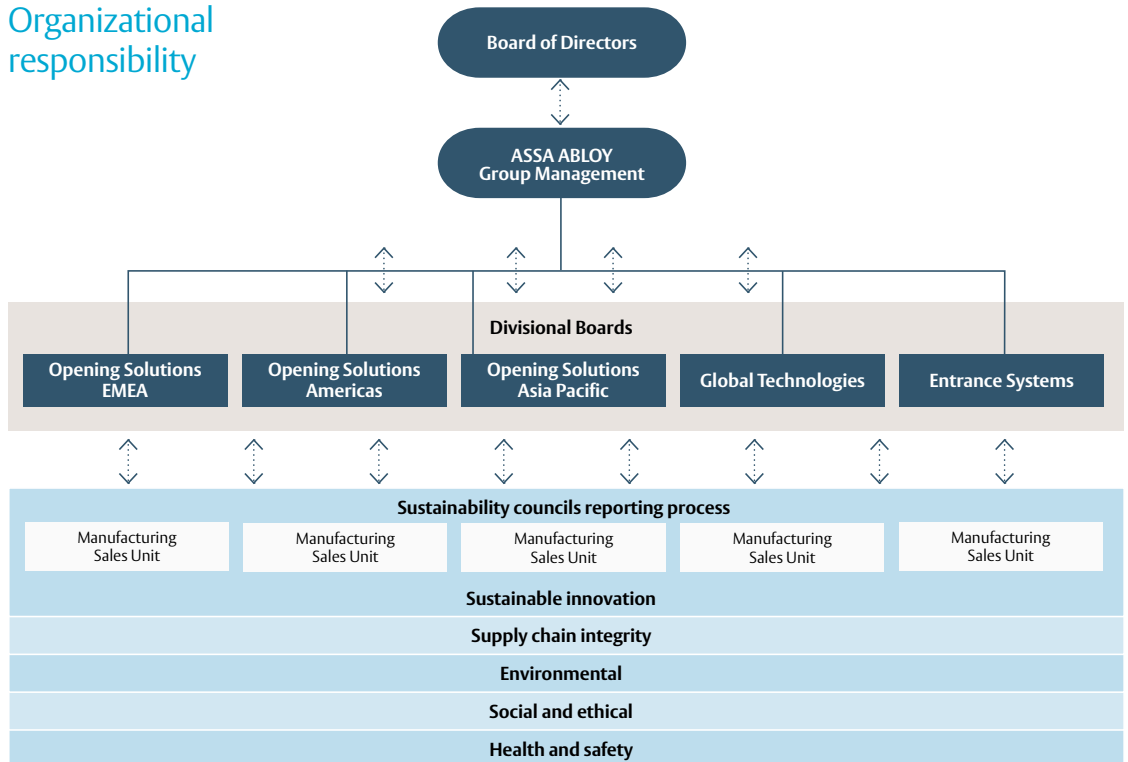 Organizational
responsibility
Board of Directors
ASSA ABLOY
Group Management
Divisional Boards
Opening Solutions
EMEA
Opening Solutions
Americas
Opening Solutions
Asia Pacific
Global Technologies
Entrance Systems
Sustainability councils reporting process
Manufacturing
Sales Unit
Manufacturing
Sales Unit
Manufacturing
Sales Unit
Manufacturing
Sales Unit
Manufacturing
Sales Unit
Sustainable innovation
Supply chain integrity
Environmental
Social and ethical
Health and safety